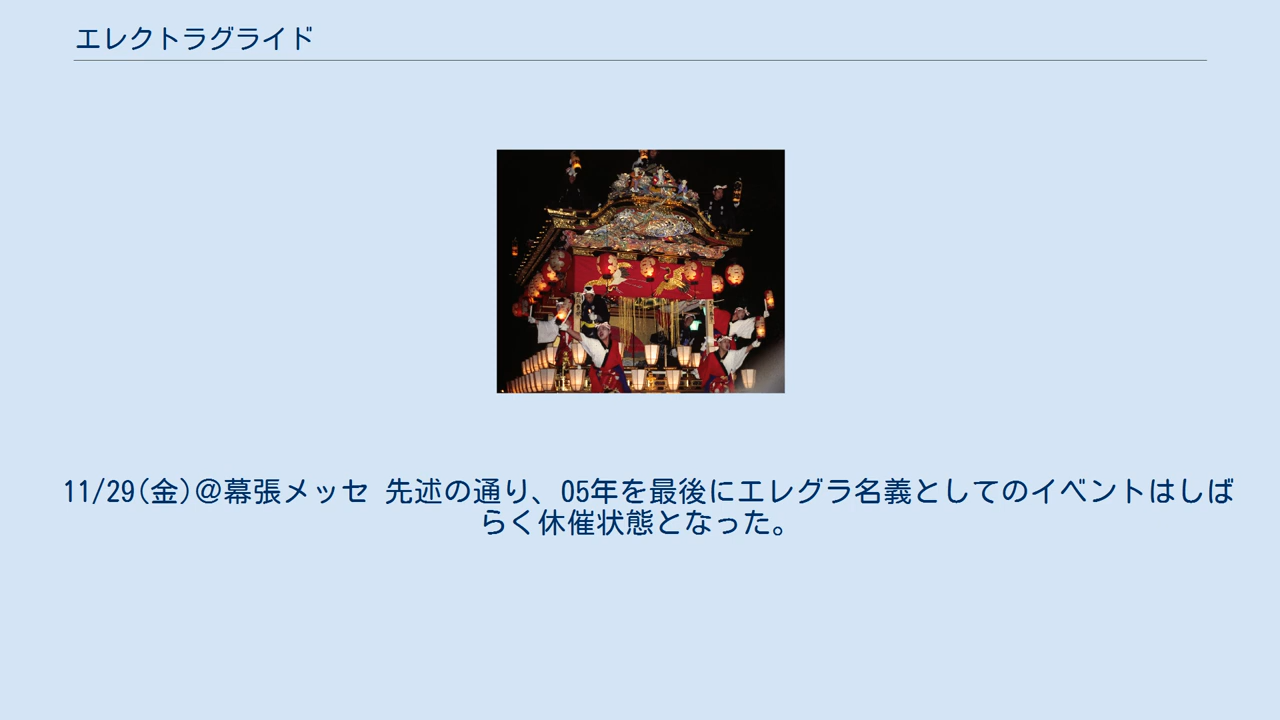 エレクトラグライド
11/29(金)@幕張メッセ 先述の通り、05年を最後にエレグラ名義としてのイベントはしば
らく休催状態となった。